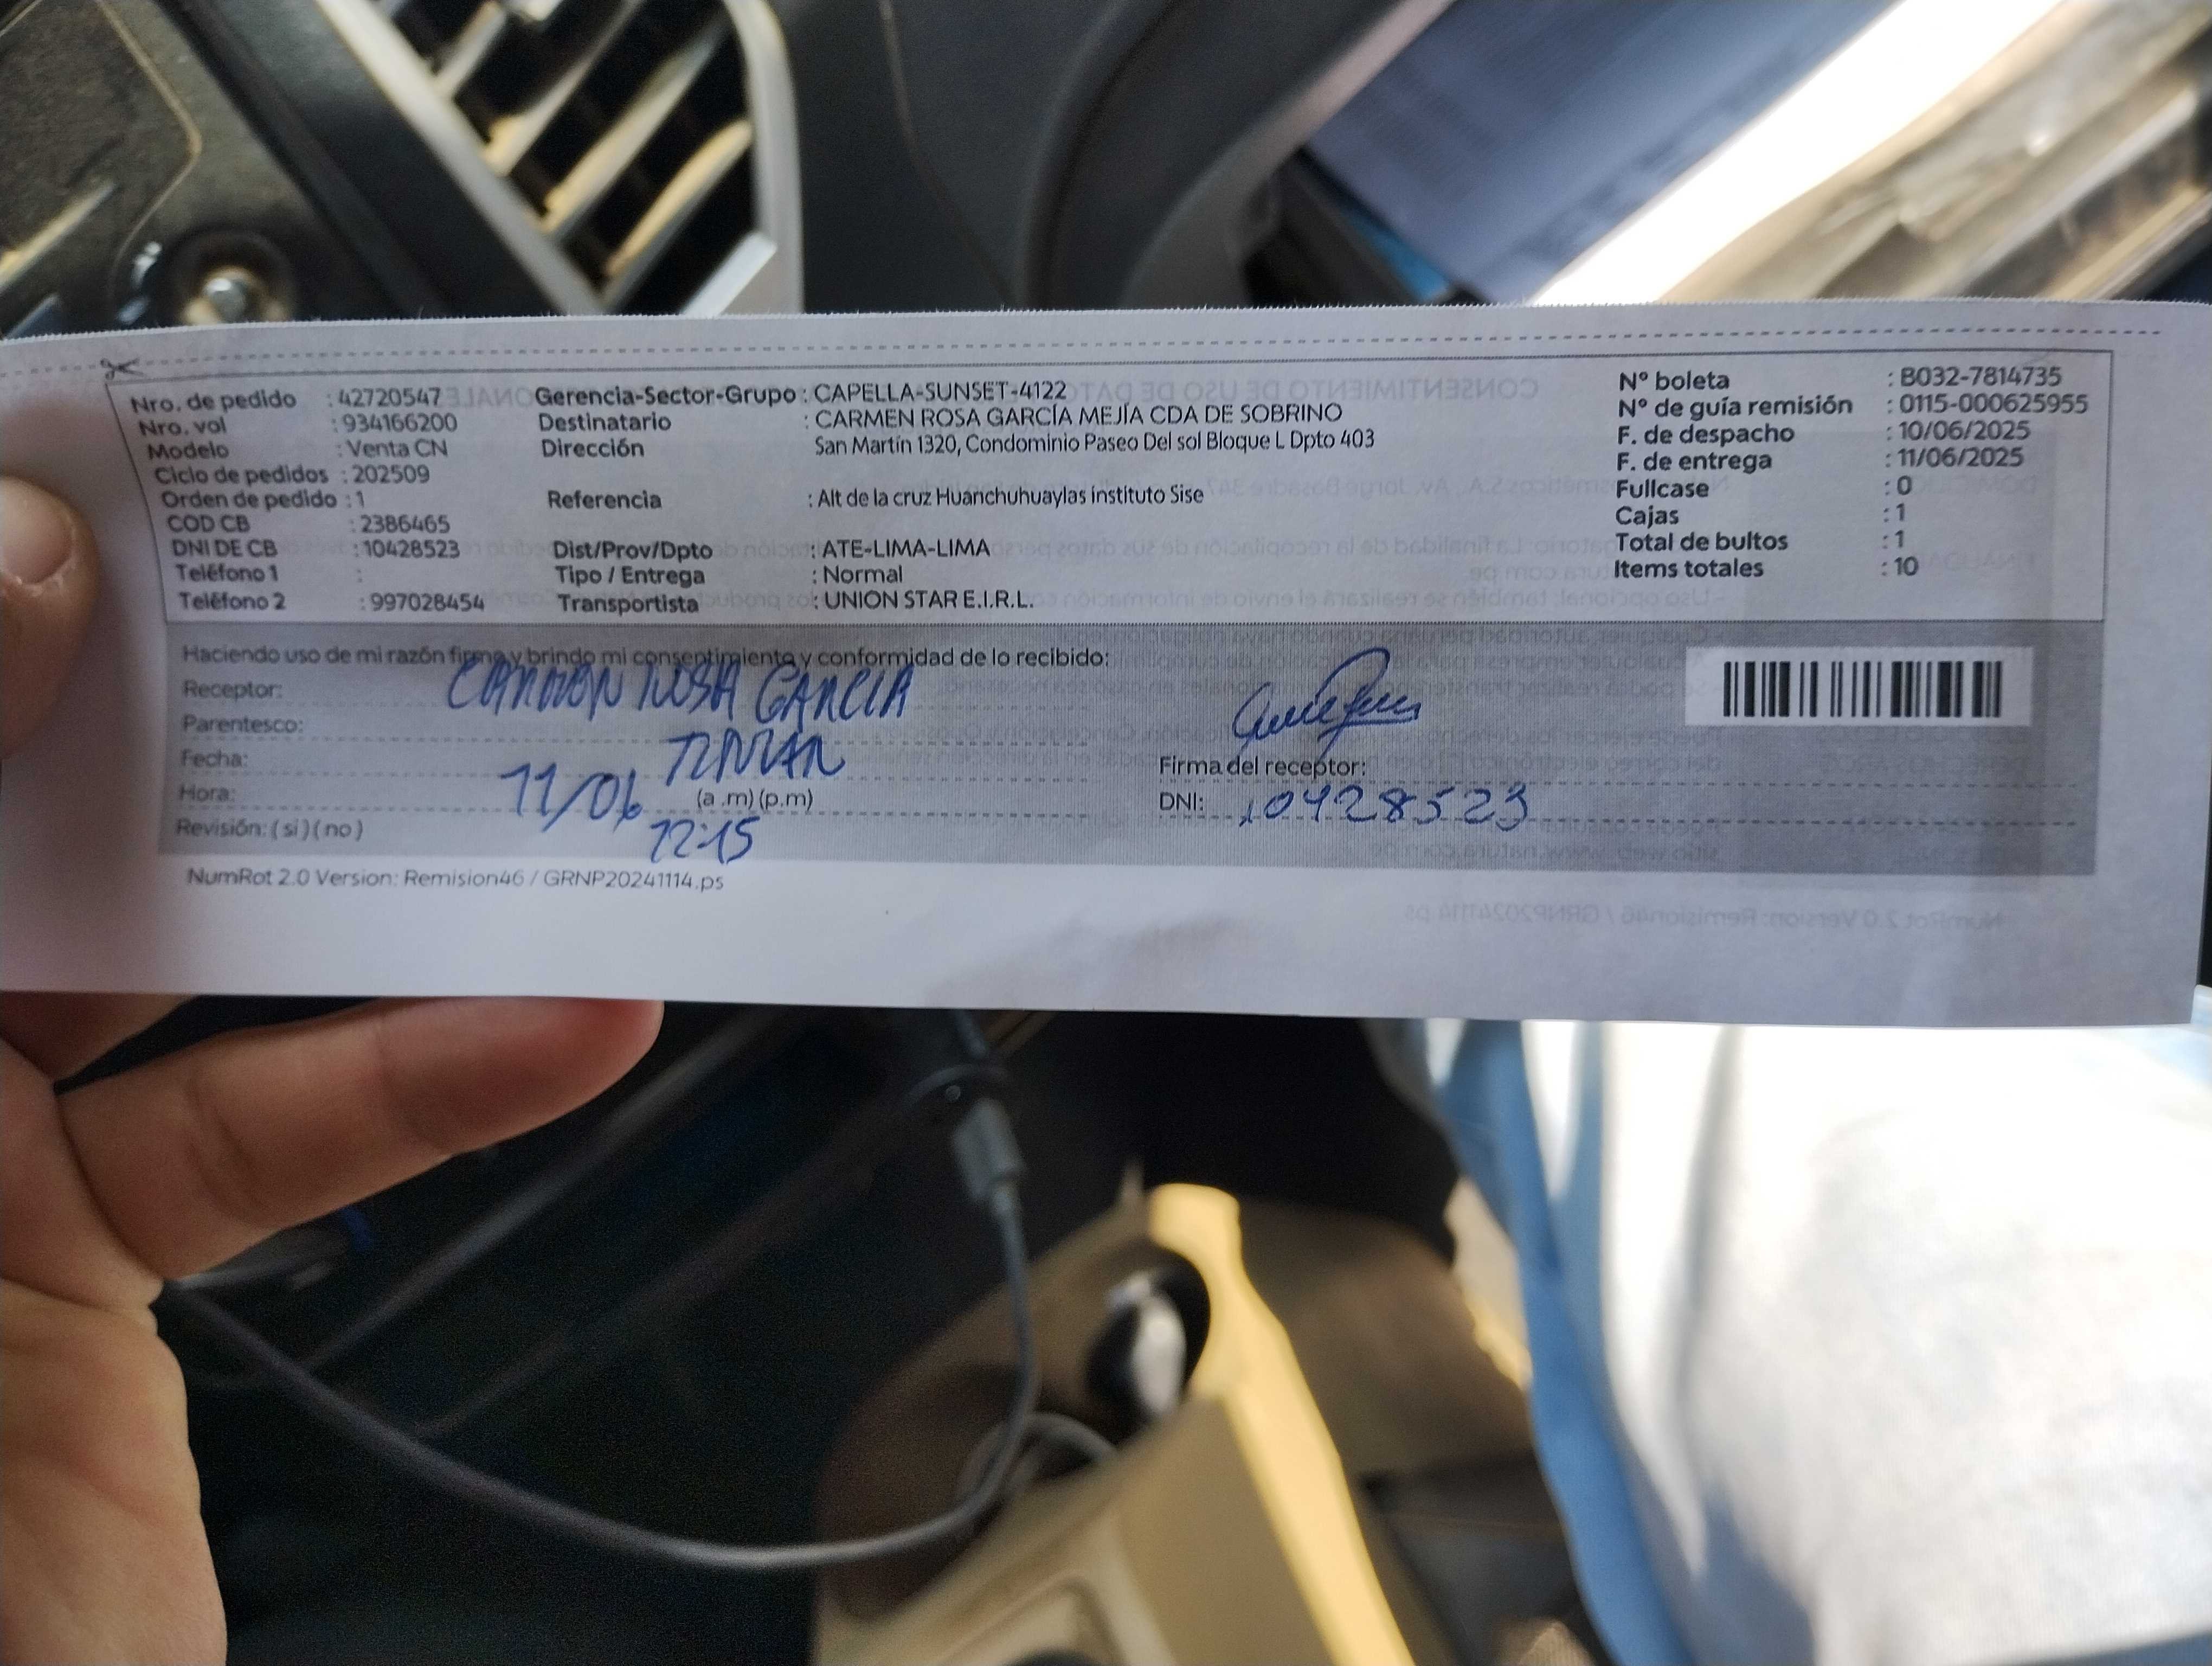 Nro. de pedido : 42720547
Nro. vol : 934166200
Modelo : Venta CN
Ciclo de pedidos : 202509
Orden de pedido : 1
COD CB : 2386465
DNI DE CB : 10428523
Teléfono 1 :
Teléfono 2 : 997028454
Gerencia-Sector-Grupo : CAPELLA-SUNSET-4122
Destinatario : CARMEN ROSA GARCÍA MEJÍA CDA DE SOBRINO
Dirección San Martín 1320, Condominio Paseo Del sol Bloque L Dpto 403
Referencia : Alt de la cruz Huanchuhuaylas instituto Sise
Dist/Prov/Dpto : ATE-LIMA-LIMA
Tipo / Entrega : Normal
Transportista : UNION STAR E.I.R.L.
N° boleta : B032-7814735
N° de guía remisión : 0115-000625955
F. de despacho : 10/06/2025
F. de entrega : 11/06/2025
Fullcase : 0
Cajas : 1
Total de bultos : 1
Items totales : 10
Haciendo uso de mi razón firmo y brindo mi consentimiento y conformidad de lo recibido:
Receptor: CARMEN ROSA GARCIA
Parentesco:
Fecha: 11/06
Hora: (a .m) (p.m)
12:15
Revisión: ( si ) ( no )
Firma del receptor:
DNI: 10428523
NumRot 2.0 Version: Remision46 / GRNP20241114.ps